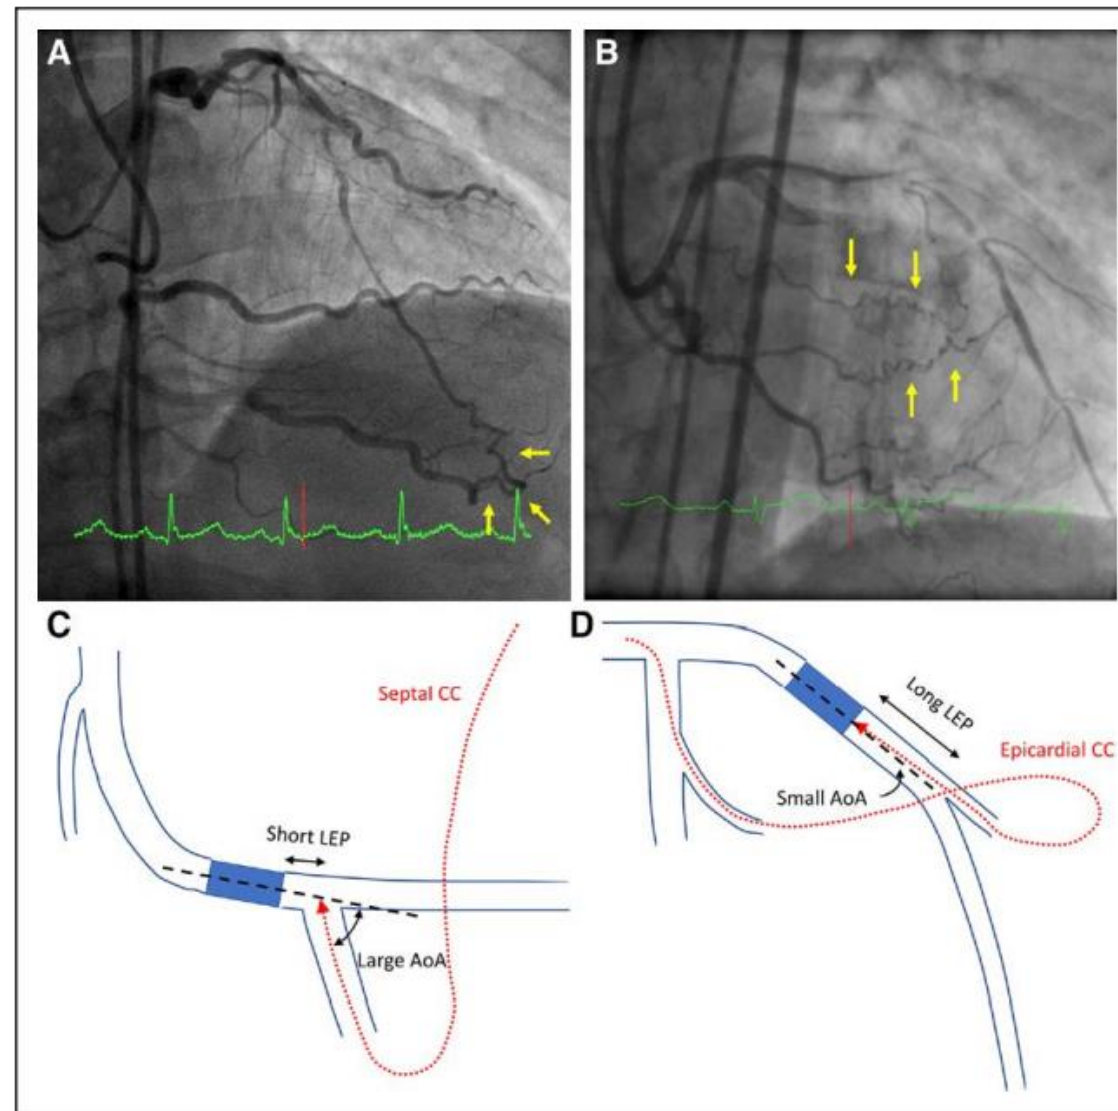 A
B
C
Septal CC
Short LEP
Large AoA
D
Long LEP
Epicardial CC
Small AoA